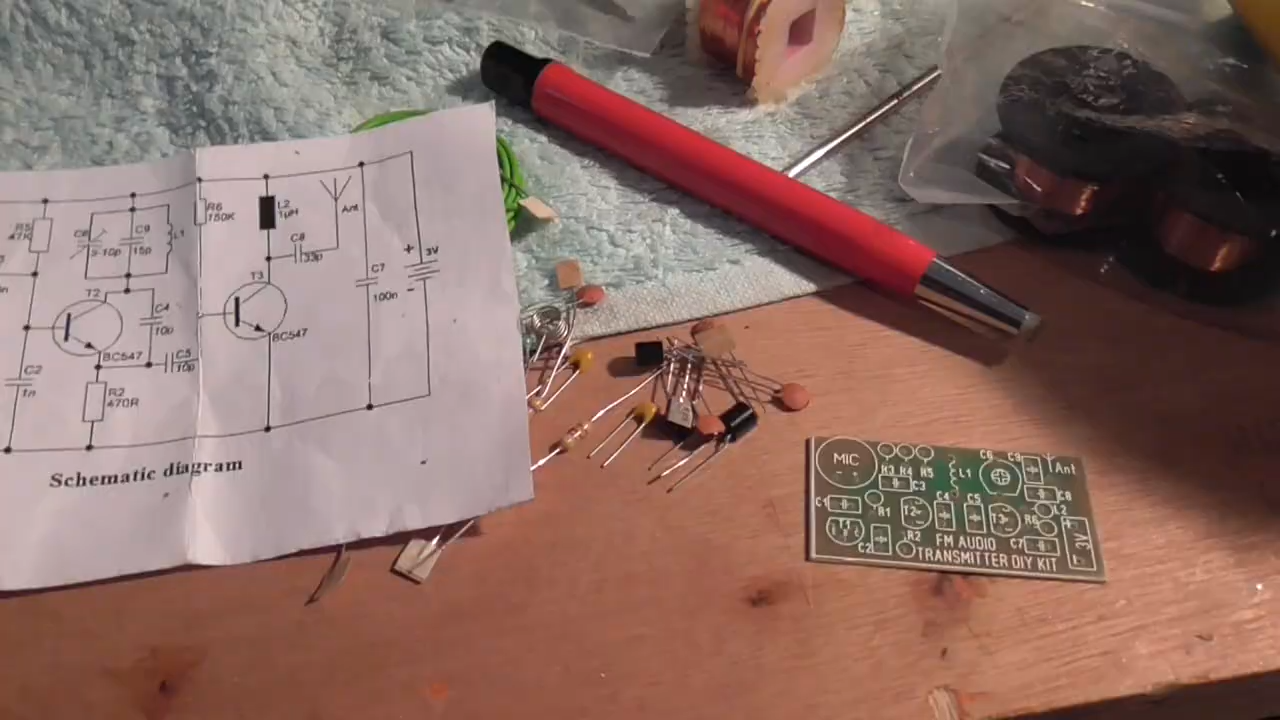 R5
47K
C6
5-10p
C9
15p
L1
R6
150K
L2
1µH
Ant
C8
33p
T3
BC547
C7
100n
+
3V
-
T2
BC547
C4
10p
C5
10p
C2
1n
R2
470R
Schematic diagram
MIC
R3 R4 R5
C3
L1
C6
C9
Ant
C8
C1
R1
T2
C4
C5
T3
R6
L2
T1
C2
R2
C7
3V
FM AUDIO
TRANSMITTER DIY KIT